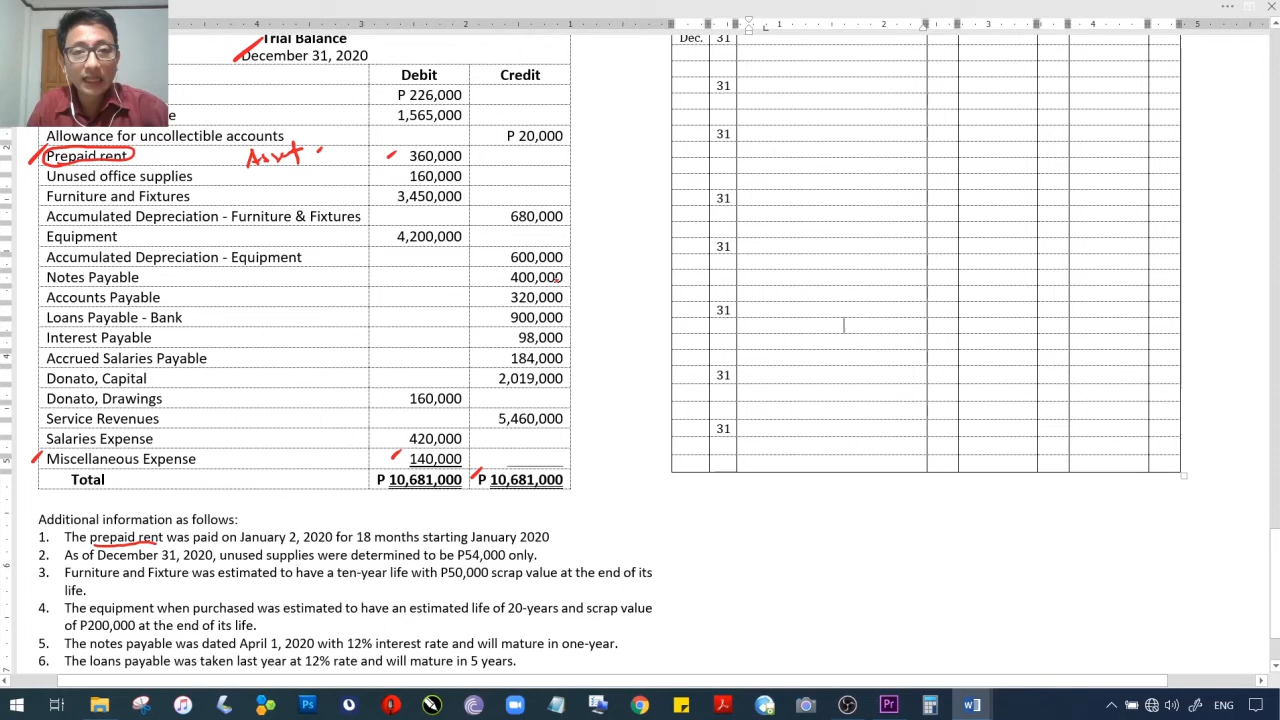 Trial Balance
December 31, 2020
Debit Credit
P 226,000
e 1,565,000
Allowance for uncollectible accounts P 20,000
Prepaid rent Asset 360,000
Unused office supplies 160,000
Furniture and Fixtures 3,450,000
Accumulated Depreciation - Furniture & Fixtures 680,000
Equipment 4,200,000
Accumulated Depreciation - Equipment 600,000
Notes Payable 400,000
Accounts Payable 320,000
Loans Payable - Bank 900,000
Interest Payable 98,000
Accrued Salaries Payable 184,000
Donato, Capital 2,019,000
Donato, Drawings 160,000
Service Revenues 5,460,000
Salaries Expense 420,000
Miscellaneous Expense 140,000
Total P 10,681,000 P 10,681,000
Additional information as follows:
1. The prepaid rent was paid on January 2, 2020 for 18 months starting January 2020
2. As of December 31, 2020, unused supplies were determined to be P54,000 only.
3. Furniture and Fixture was estimated to have a ten-year life with P50,000 scrap value at the end of its
life.
4. The equipment when purchased was estimated to have an estimated life of 20-years and scrap value
of P200,000 at the end of its life.
5. The notes payable was dated April 1, 2020 with 12% interest rate and will mature in one-year.
6. The loans payable was taken last year at 12% rate and will mature in 5 years.
4 3 2 1 1 2 3 4 5
Dec. 31
31
31
31
31
31
31
31
ENG